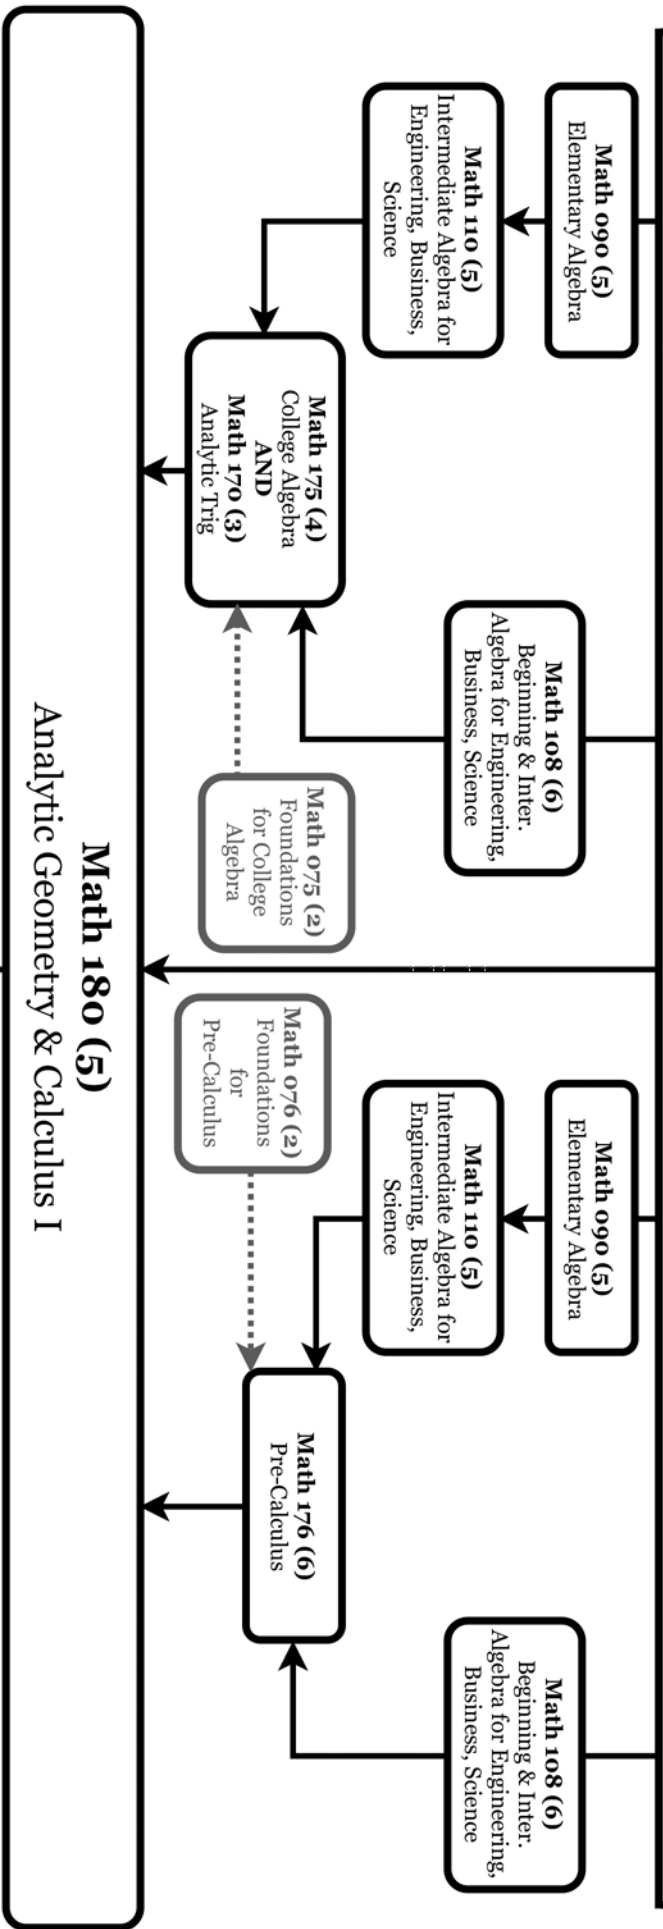 Math 090 (5)
Elementary Algebra
Math 110 (5)
Intermediate Algebra for
Engineering, Business,
Science
Math 108 (6)
Beginning & Inter.
Algebra for Engineering,
Business, Science
Math 175 (4)
College Algebra
AND
Math 170 (3)
Analytic Trig
Math 075 (2)
Foundations
for College
Algebra
Math 090 (5)
Elementary Algebra
Math 110 (5)
Intermediate Algebra for
Engineering, Business,
Science
Math 108 (6)
Beginning & Inter.
Algebra for Engineering,
Business, Science
Math 076 (2)
Foundations
for
Pre-Calculus
Math 176 (6)
Pre-Calculus
Math 180 (5)
Analytic Geometry & Calculus I